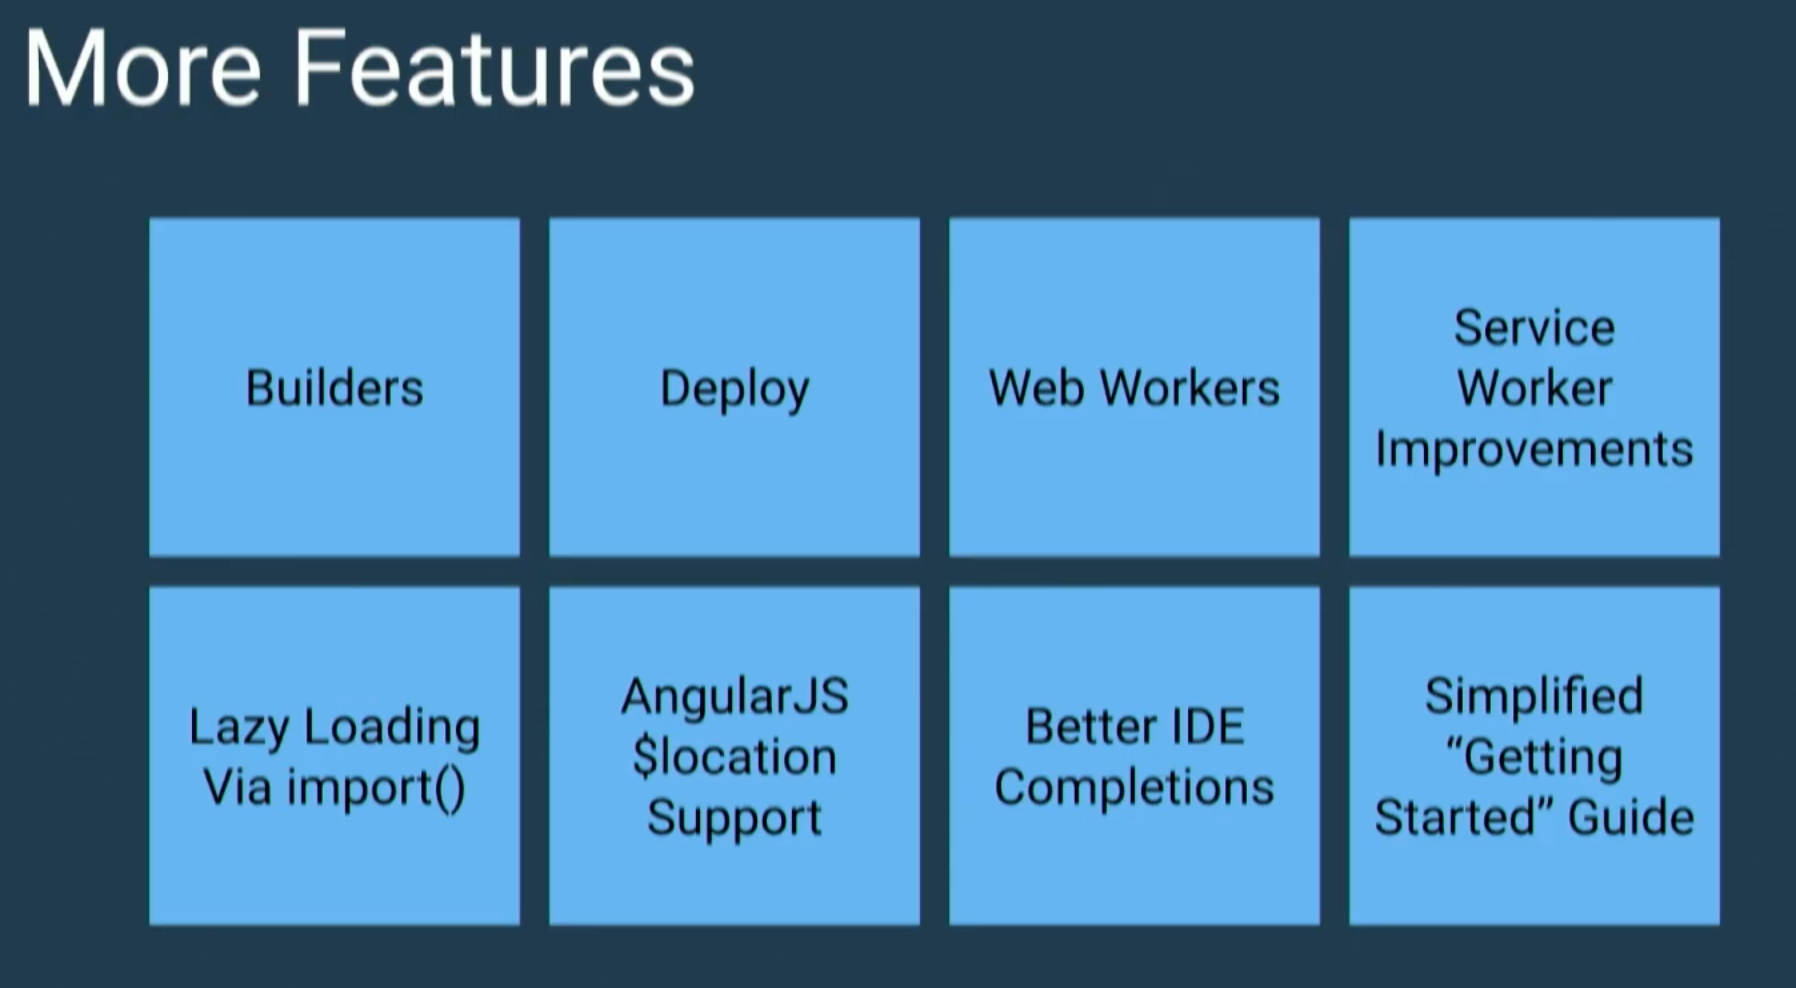 More Features
Builders
Deploy
Web Workers
Service
Worker
Improvements
Lazy Loading
Via import()
AngularJS
$location
Support
Better IDE
Completions
Simplified
“Getting
Started” Guide